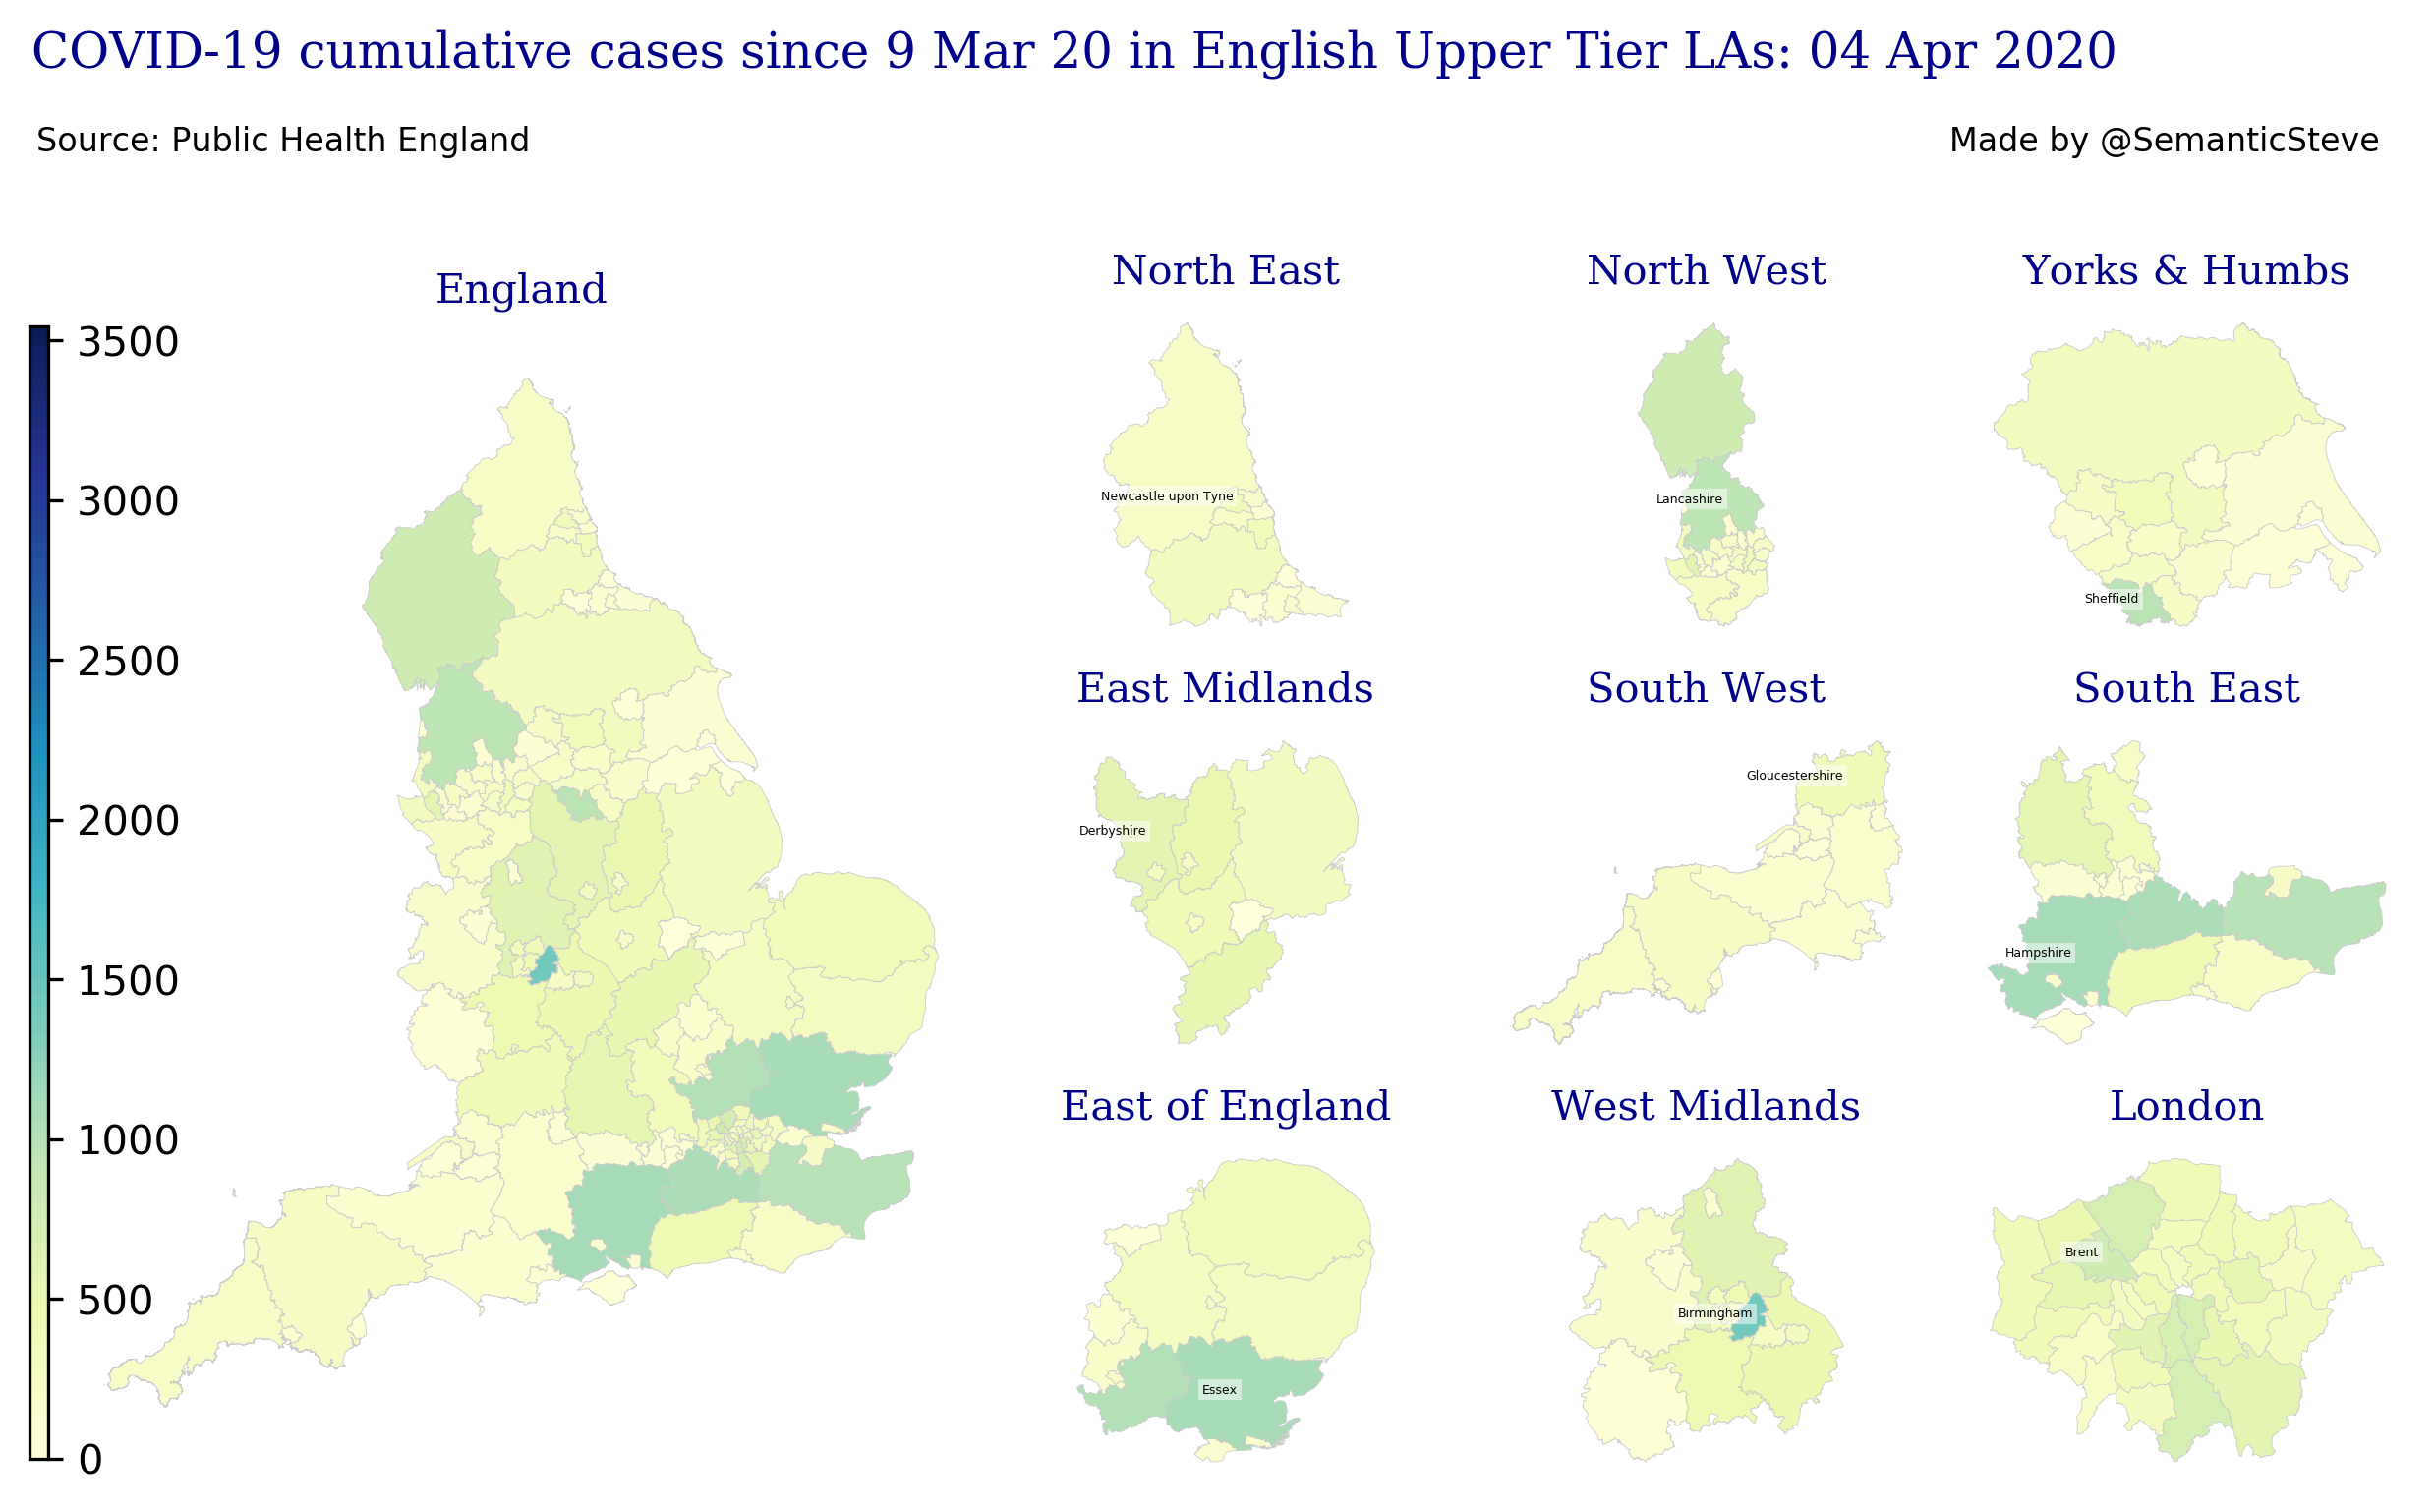 COVID-19 cumulative cases since 9 Mar 20 in English Upper Tier LAs: 04 Apr 2020
Source: Public Health England
Made by @SemanticSteve
England
3500
3000
2500
2000
1500
1000
500
0
North East
Newcastle upon Tyne
North West
Lancashire
Yorks & Humbs
Sheffield
East Midlands
Derbyshire
South West
Gloucestershire
South East
Hampshire
East of England
Essex
West Midlands
Birmingham
London
Brent